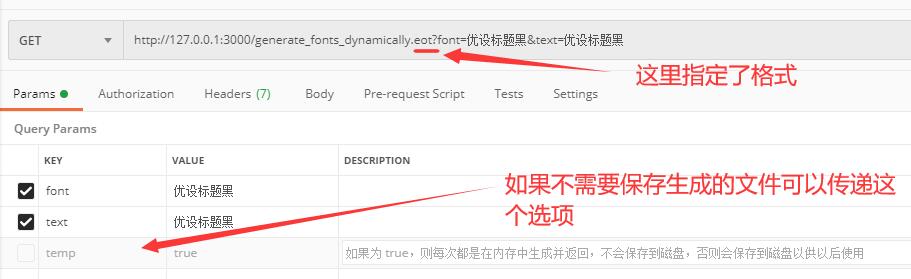 GET
http://127.0.0.1:3000/generate_fonts_dynamically.eot?font=优设标题黑&text=优设标题黑
这里指定了格式
Params
Authorization
Headers (7)
Body
Pre-request Script
Tests
Settings
Query Params
KEY
VALUE
DESCRIPTION
font
优设标题黑
如果不需要保存生成的文件可以传递这
个选项
text
优设标题黑
temp
true
如果为 true，则每次都是在内存中生成并返回，不会保存到磁盘，否则会保存到磁盘以供以后使用